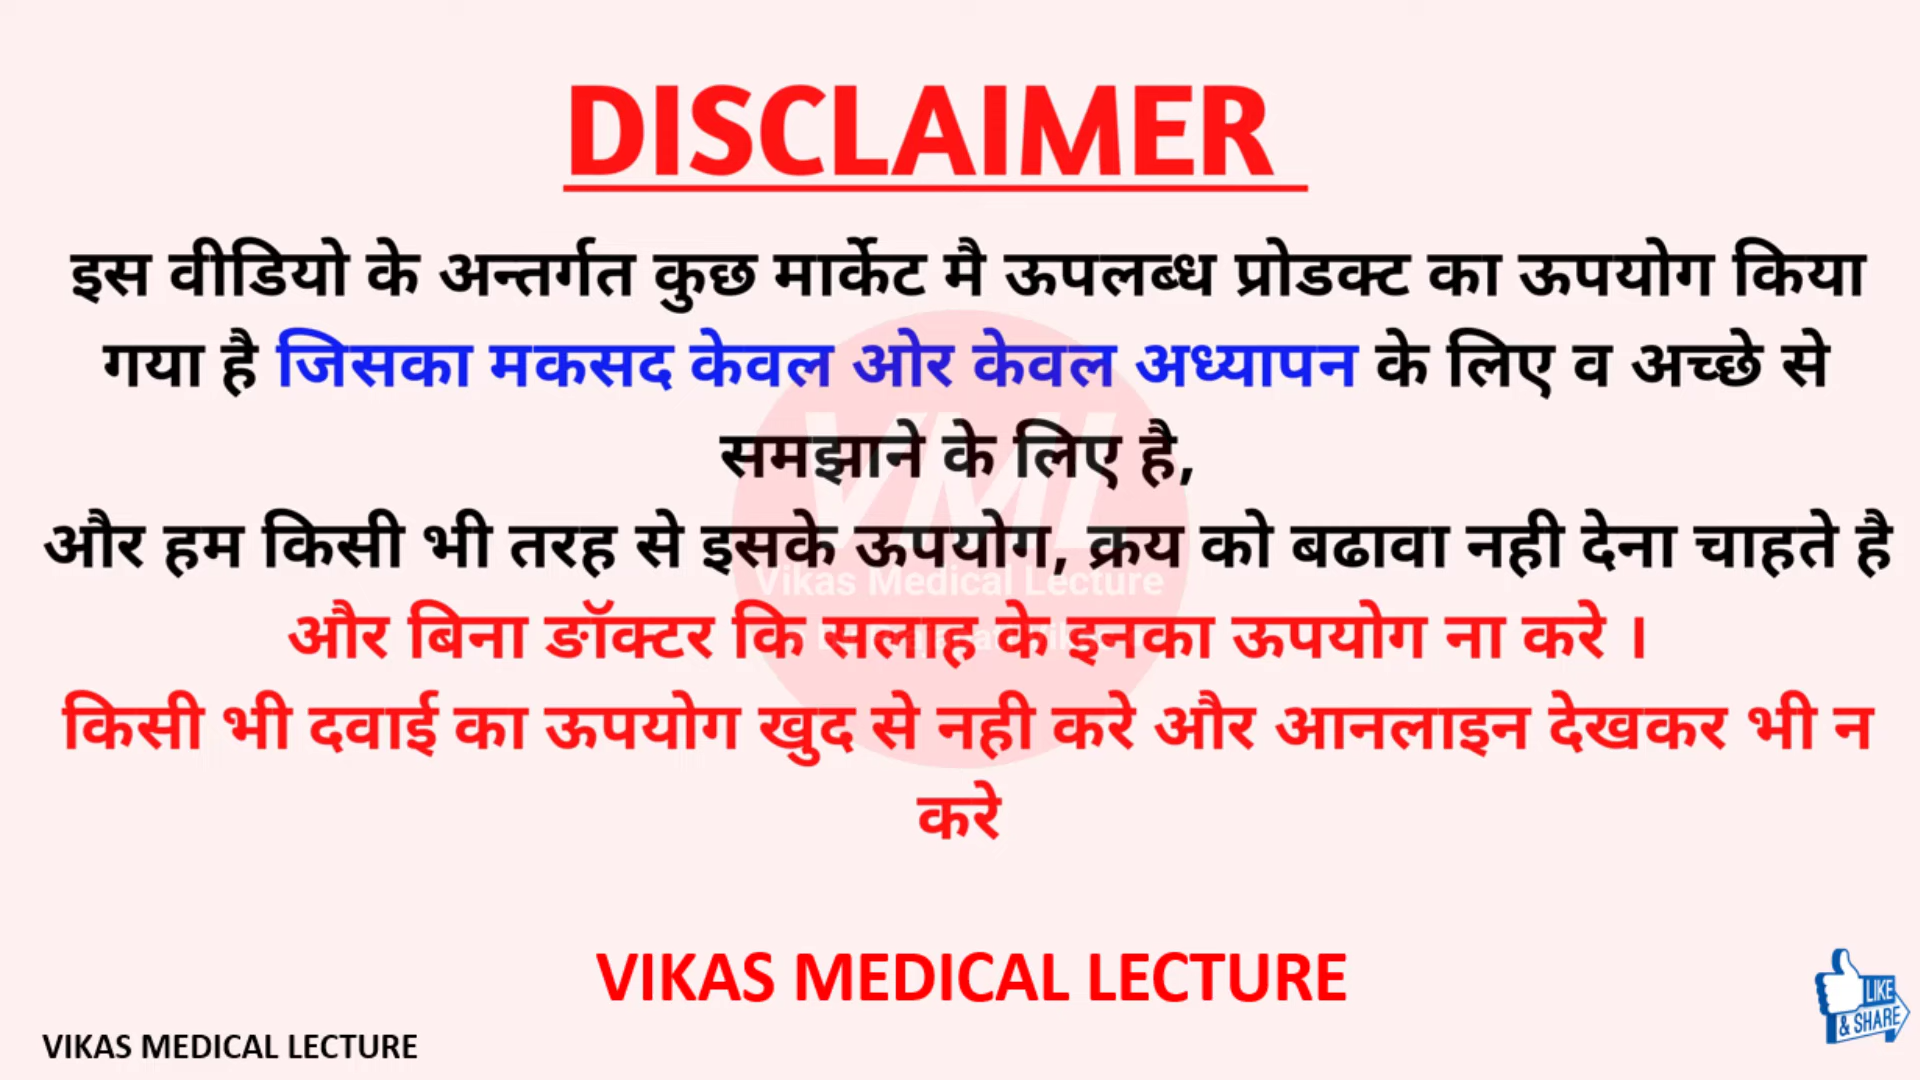 DISCLAIMER
इस वीडियो के अन्तर्गत कुछ मार्केट मै ऊपलब्ध प्रोडक्ट का ऊपयोग किया
गया है जिसका मकसद केवल ओर केवल अध्यापन के लिए व अच्छे से
समझाने के लिए है,
और हम किसी भी तरह से इसके ऊपयोग, क्रय को बढावा नही देना चाहते है
और बिना ङॉक्टर कि सलाह के इनका ऊपयोग ना करे ।
किसी भी दवाई का ऊपयोग खुद से नही करे और आनलाइन देखकर भी न
करे
VML
Vikas Medical Lecture
VIKAS MEDICAL LECTURE
LIKE
& SHARE
VIKAS MEDICAL LECTURE